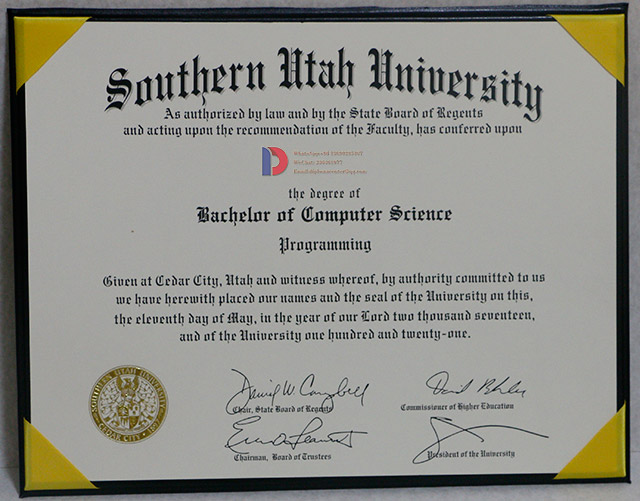 Southern Utah University
As authorized by law and by the State Board of Regents
and acting upon the recommendation of the Faculty, has conferred upon
the degree of
Bachelor of Computer Science
Programming
Given at Cedar City, Utah and witness whereof, by authority committed to us
we have herewith placed our names and the seal of the University on this,
the eleventh day of May, in the year of our Lord two thousand seventeen,
and of the University one hundred and twenty-one.
SOUTHERN UTAH UNIVERSITY
CEDAR CITY
Chair, State Board of Regents
Commissioner of Higher Education
Chairman, Board of Trustees
President of the University